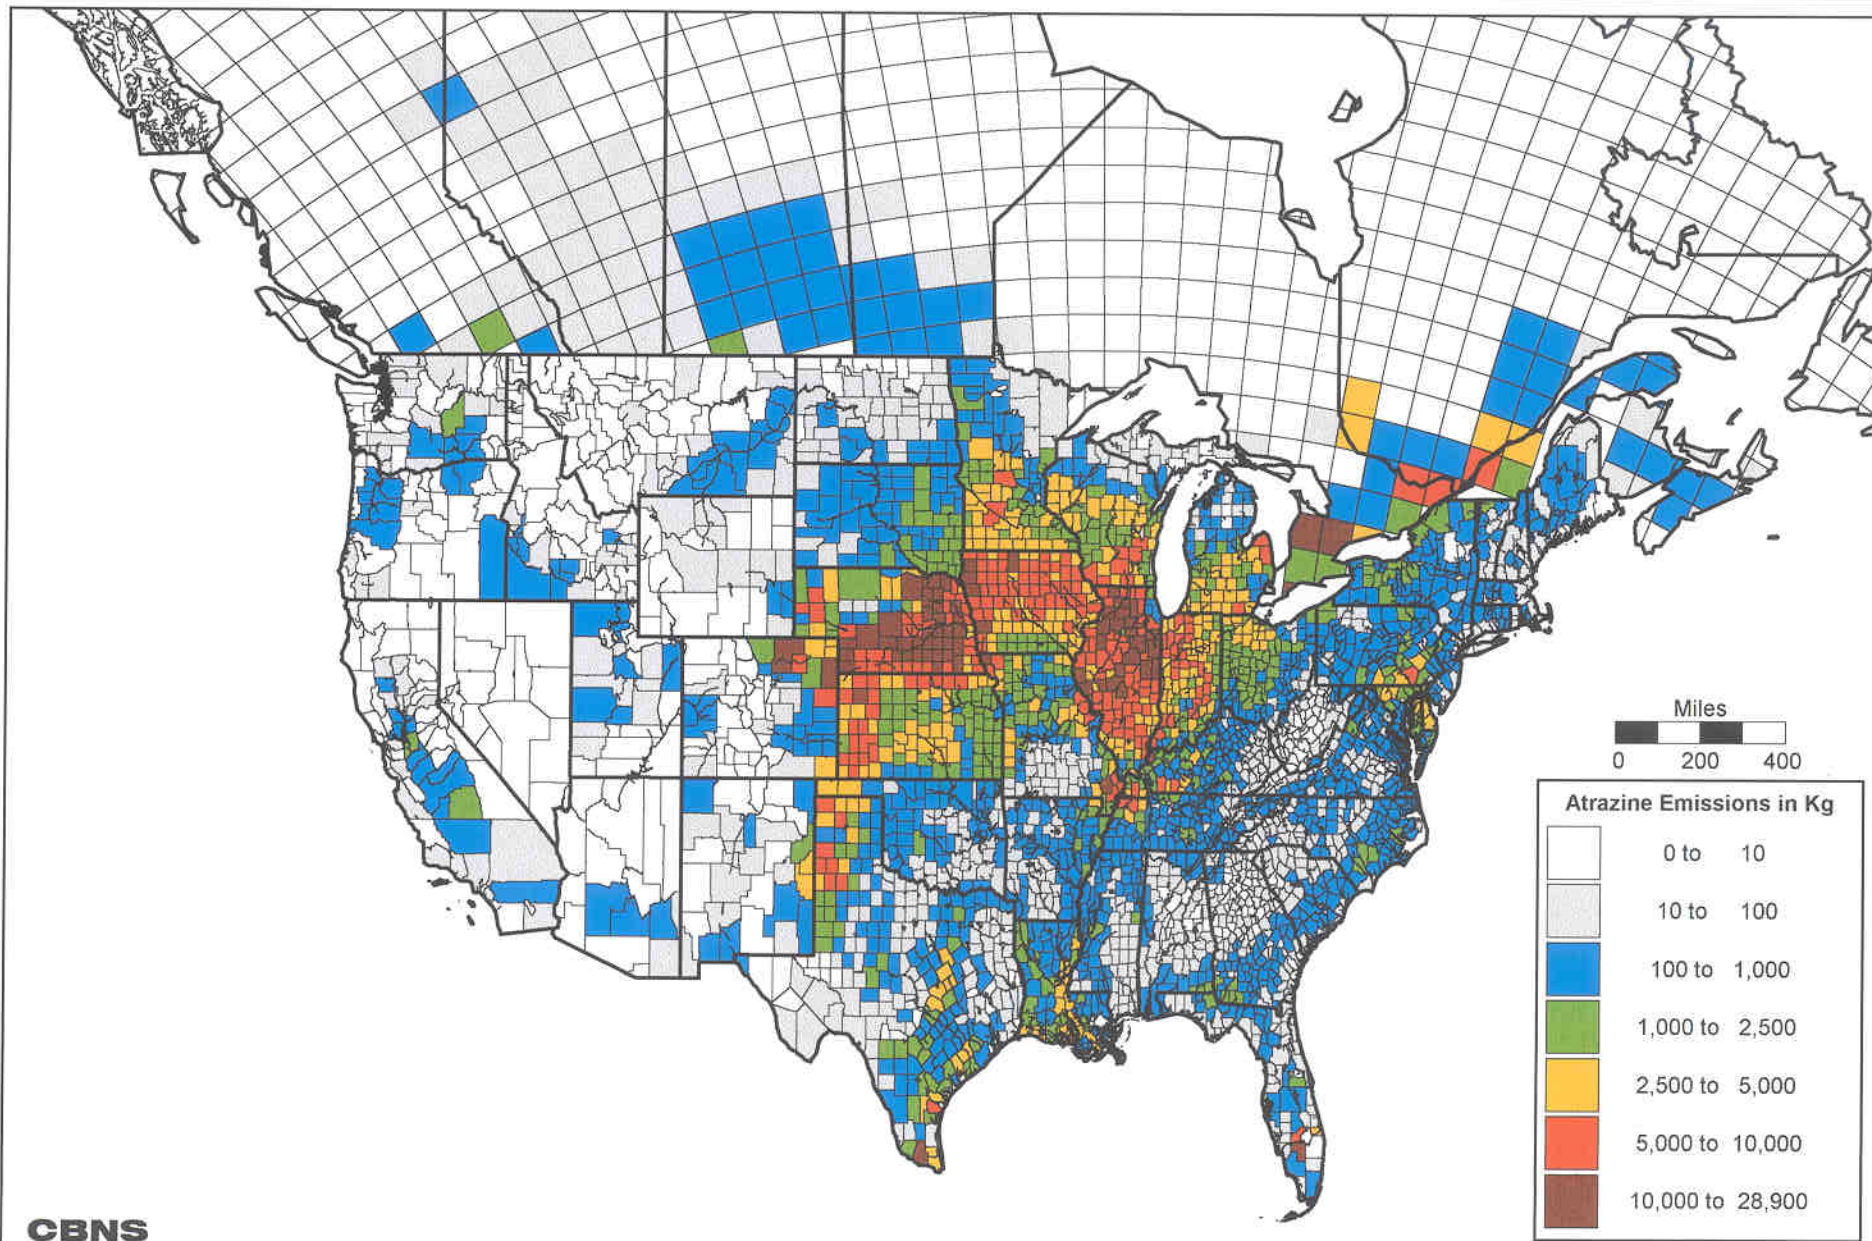 Miles
0 200 400
Atrazine Emissions in Kg
0 to 10
10 to 100
100 to 1,000
1,000 to 2,500
2,500 to 5,000
5,000 to 10,000
10,000 to 28,900
CBNS